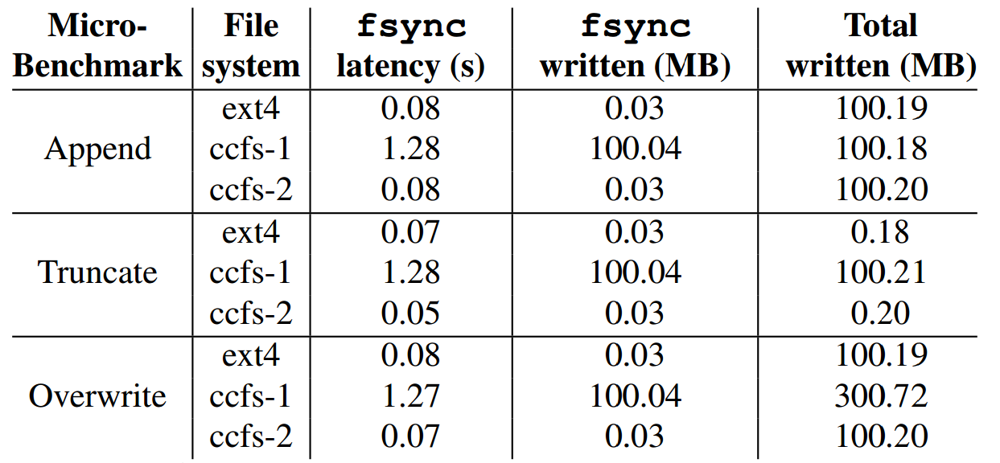 Micro- File fsync fsync Total
Benchmark system latency (s) written (MB) written (MB)
ext4 0.08 0.03 100.19
Append ccfs-1 1.28 100.04 100.18
ccfs-2 0.08 0.03 100.20
ext4 0.07 0.03 0.18
Truncate ccfs-1 1.28 100.04 100.21
ccfs-2 0.05 0.03 0.20
ext4 0.08 0.03 100.19
Overwrite ccfs-1 1.27 100.04 300.72
ccfs-2 0.07 0.03 100.20